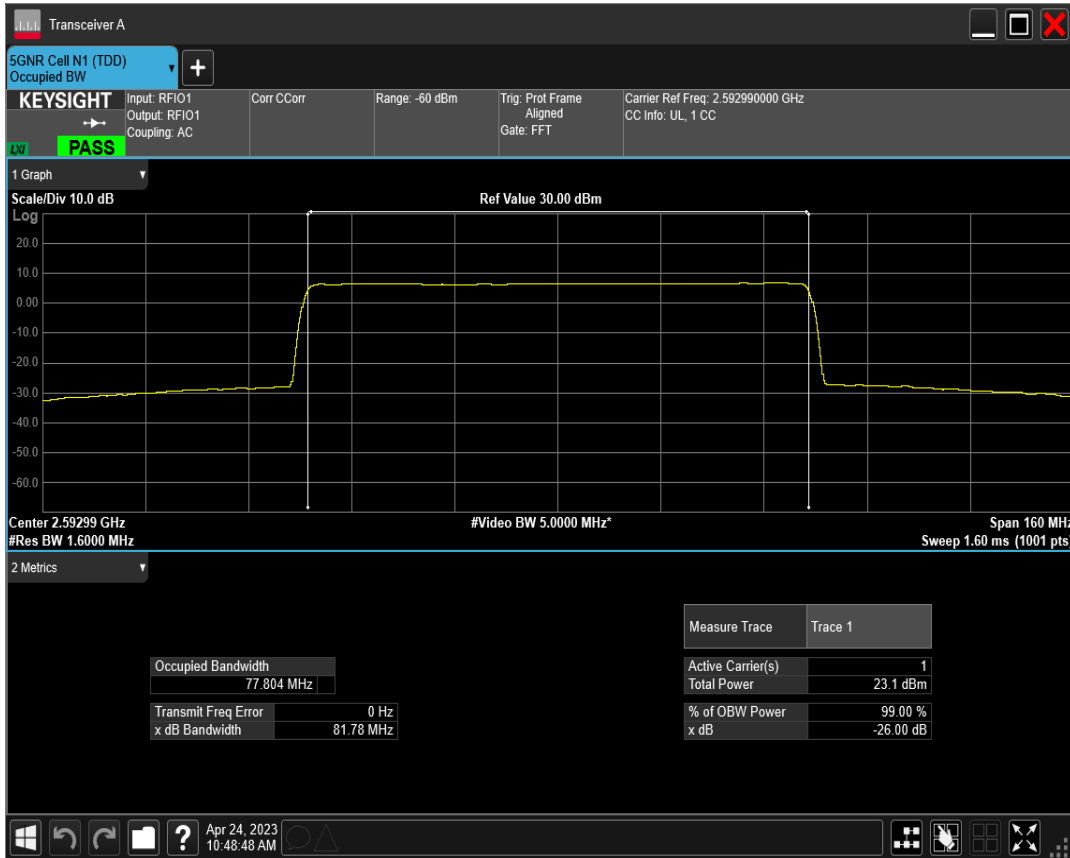 Transceiver A
5GNR Cell N1 (TDD)
Occupied BW
+
KEYSIGHT
LXI
PASS
Input: RFIO1
Output: RFIO1
Coupling: AC
Corr CCorr
Range: -60 dBm
Trig: Prot Frame
Aligned
Gate: FFT
Carrier Ref Freq: 2.592990000 GHz
CC Info: UL, 1 CC
1 Graph
Scale/Div 10.0 dB
Ref Value 30.00 dBm
Log
20.0
10.0
0.00
-10.0
-20.0
-30.0
-40.0
-50.0
-60.0
Center 2.59299 GHz
#Video BW 5.0000 MHz*
Span 160 MHz
#Res BW 1.6000 MHz
Sweep 1.60 ms (1001 pts)
2 Metrics
Measure Trace Trace 1
Occupied Bandwidth
77.804 MHz
Active Carrier(s) 1
Total Power 23.1 dBm
Transmit Freq Error 0 Hz
x dB Bandwidth 81.78 MHz
% of OBW Power 99.00 %
x dB -26.00 dB
?
Apr 24, 2023
10:48:48 AM